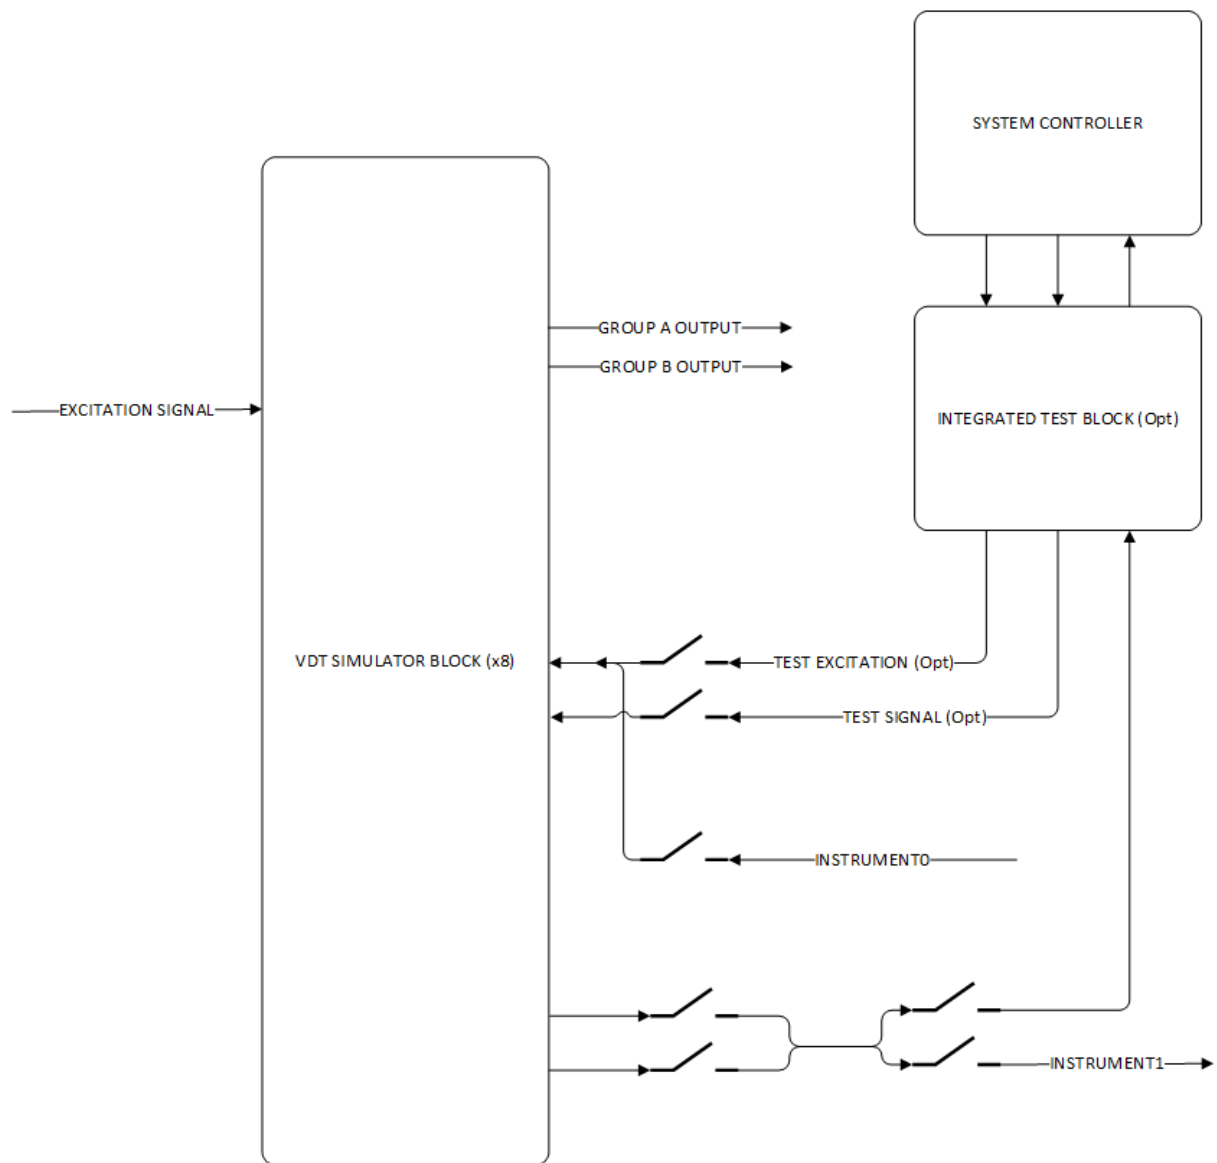 SYSTEM CONTROLLER
GROUP A OUTPUT
GROUP B OUTPUT
EXCITATION SIGNAL
INTEGRATED TEST BLOCK (Opt)
VDT SIMULATOR BLOCK (x8)
TEST EXCITATION (Opt)
TEST SIGNAL (Opt)
INSTRUMENT0
INSTRUMENT1